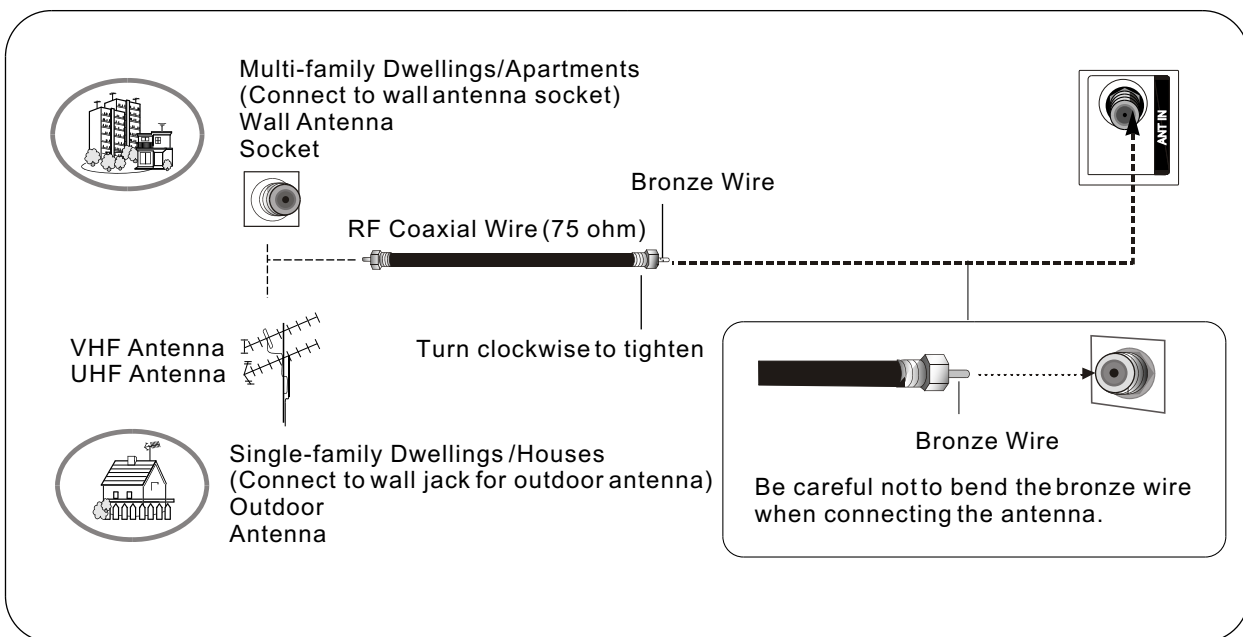 Multi-family Dwellings/Apartments
(Connect to wall antenna socket)
Wall Antenna
Socket
ANT IN
Bronze Wire
RF Coaxial Wire (75 ohm)
VHF Antenna
UHF Antenna
Turn clockwise to tighten
Bronze Wire
Be careful not to bend the bronze wire
when connecting the antenna.
Single-family Dwellings /Houses
(Connect to wall jack for outdoor antenna)
Outdoor
Antenna